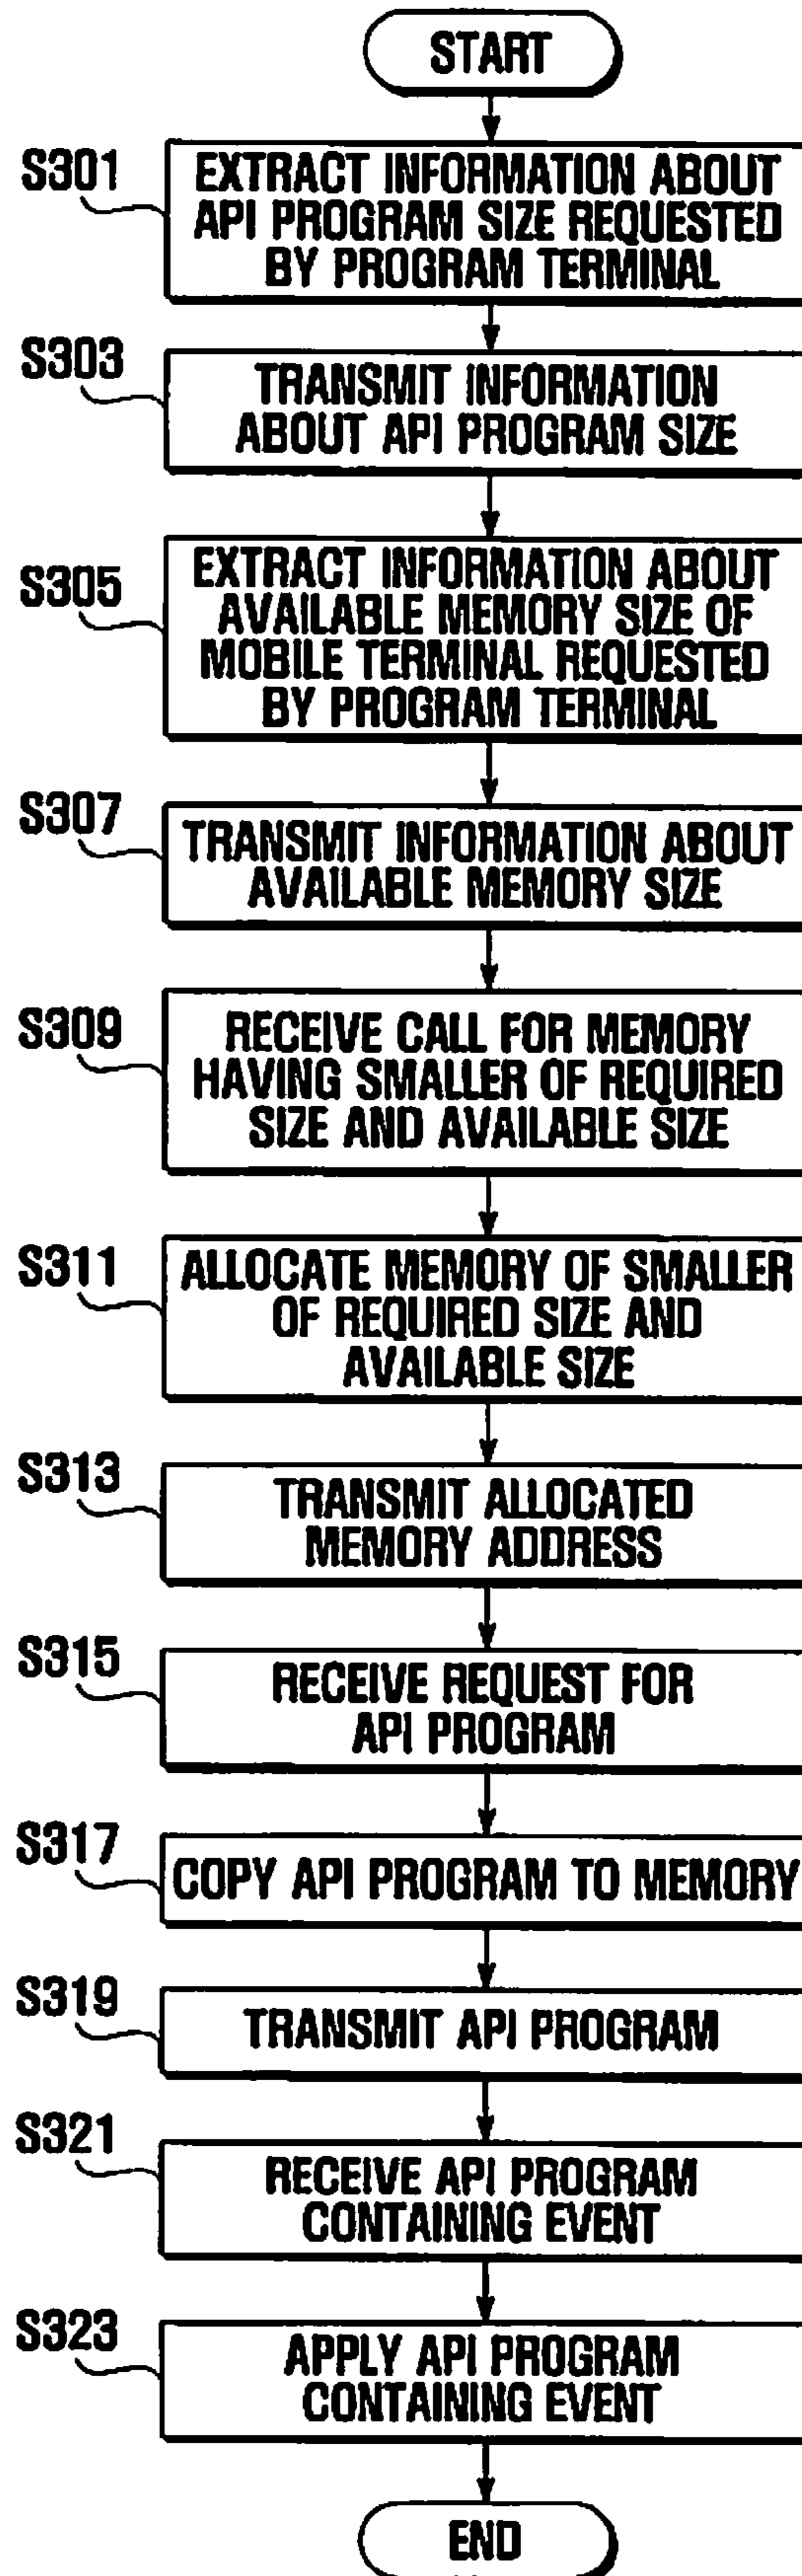 START
S301
EXTRACT INFORMATION ABOUT
API PROGRAM SIZE REQUESTED
BY PROGRAM TERMINAL
S303
TRANSMIT INFORMATION
ABOUT API PROGRAM SIZE
S305
EXTRACT INFORMATION ABOUT
AVAILABLE MEMORY SIZE OF
MOBILE TERMINAL REQUESTED
BY PROGRAM TERMINAL
S307
TRANSMIT INFORMATION ABOUT
AVAILABLE MEMORY SIZE
S309
RECEIVE CALL FOR MEMORY
HAVING SMALLER OF REQUIRED
SIZE AND AVAILABLE SIZE
S311
ALLOCATE MEMORY OF SMALLER
OF REQUIRED SIZE AND
AVAILABLE SIZE
S313
TRANSMIT ALLOCATED
MEMORY ADDRESS
S315
RECEIVE REQUEST FOR
API PROGRAM
S317
COPY API PROGRAM TO MEMORY
S319
TRANSMIT API PROGRAM
S321
RECEIVE API PROGRAM
CONTAINING EVENT
S323
APPLY API PROGRAM
CONTAINING EVENT
END